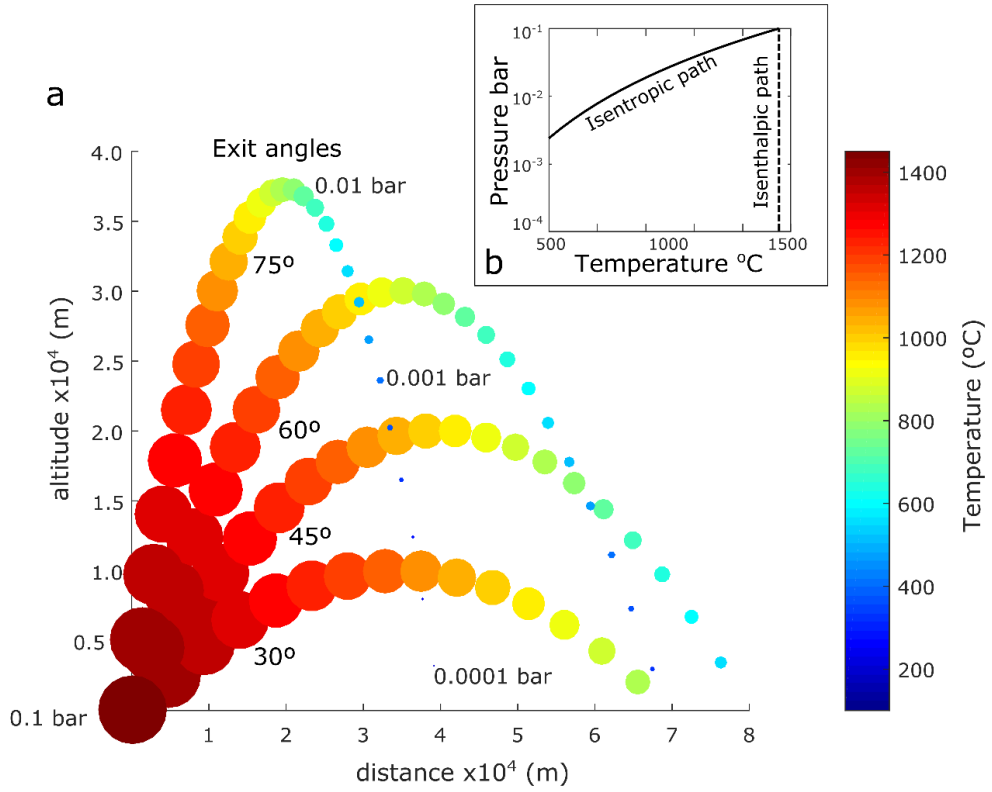 a
Exit angles
0.01 bar
75º
60º
0.001 bar
45º
30º
0.0001 bar
0.1 bar
altitude x10⁴ (m)
4.0
3.5
3.0
2.5
2.0
1.5
1.0
0.5
1 2 3 4 5 6 7 8
distance x10⁴ (m)
b
Pressure bar
10⁻¹
10⁻²
10⁻³
10⁻⁴
Isentropic path
Isenthalpic path
500 1000 1500
Temperature ºC
1400
1200
1000
800
600
400
200
Temperature (ºC)